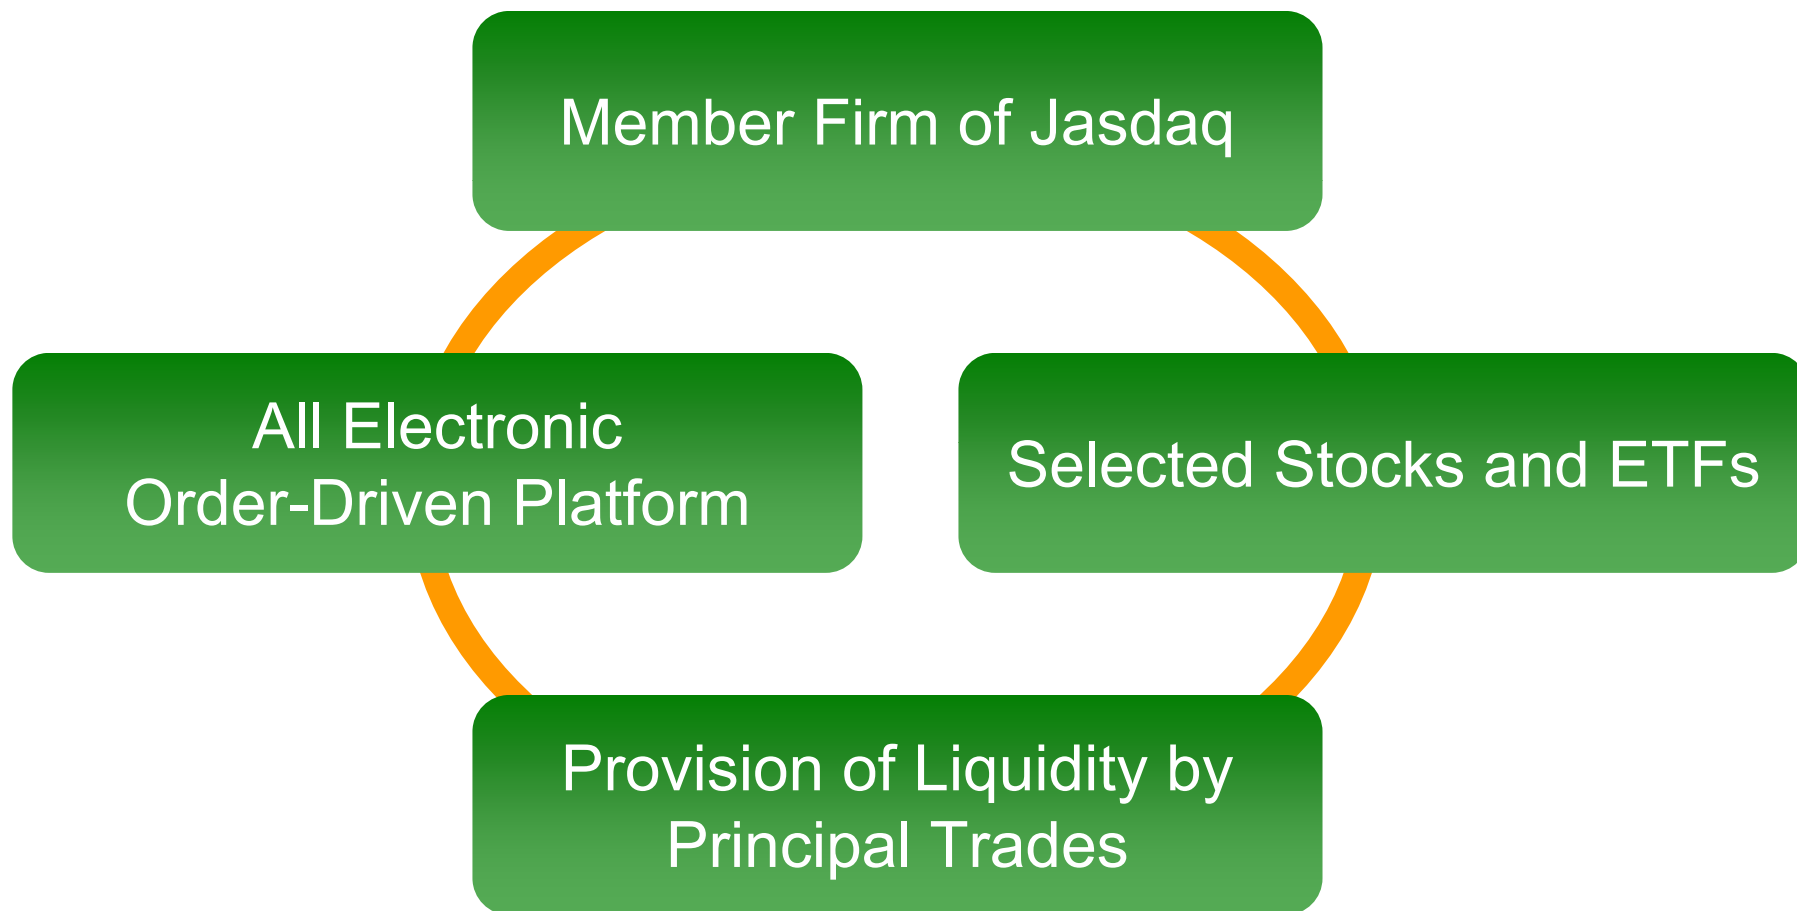 Member Firm of Jasdaq
All Electronic
Order-Driven Platform
Selected Stocks and ETFs
Provision of Liquidity by
Principal Trades